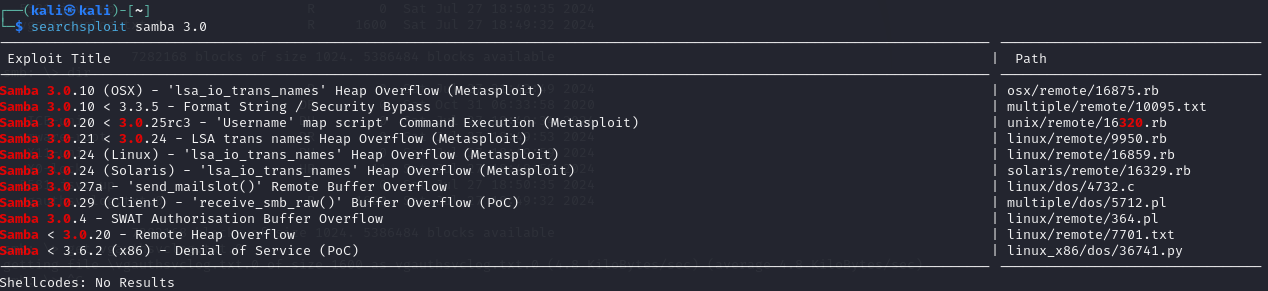 ┌──(kali㉿kali)-[~]
└─$ searchsploit samba 3.0
Exploit Title | Path
Samba 3.0.10 (OSX) - 'lsa_io_trans_names' Heap Overflow (Metasploit) | osx/remote/16875.rb
Samba 3.0.10 < 3.3.5 - Format String / Security Bypass | multiple/remote/10095.txt
Samba 3.0.20 < 3.0.25rc3 - 'Username' map script' Command Execution (Metasploit) | unix/remote/16320.rb
Samba 3.0.21 < 3.0.24 - LSA trans names Heap Overflow (Metasploit) | linux/remote/9950.rb
Samba 3.0.24 (Linux) - 'lsa_io_trans_names' Heap Overflow (Metasploit) | linux/remote/16859.rb
Samba 3.0.24 (Solaris) - 'lsa_io_trans_names' Heap Overflow (Metasploit) | solaris/remote/16329.rb
Samba 3.0.27a - 'send_mailslot()' Remote Buffer Overflow | linux/dos/4732.c
Samba 3.0.29 (Client) - 'receive_smb_raw()' Buffer Overflow (PoC) | multiple/dos/5712.pl
Samba 3.0.4 - SWAT Authorisation Buffer Overflow | linux/remote/364.pl
Samba < 3.0.20 - Remote Heap Overflow | linux/remote/7701.txt
Samba < 3.6.2 (x86) - Denial of Service (PoC) | linux_x86/dos/36741.py
Shellcodes: No Results